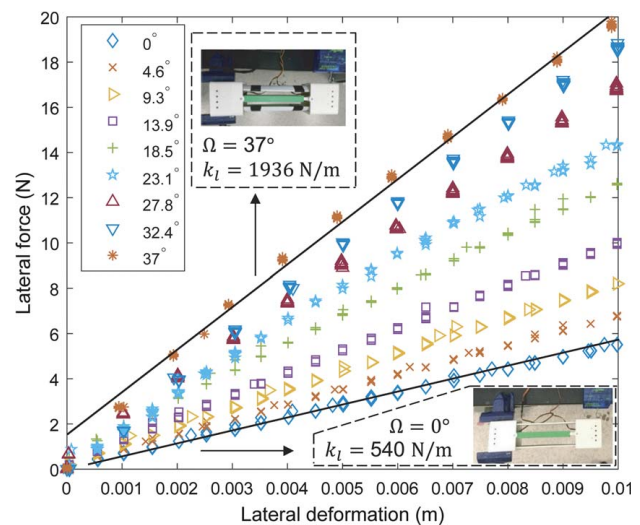 20
18
16
14
12
10
8
6
4
2
0
Lateral force (N)
0°
4.6°
9.3°
13.9°
18.5°
23.1°
27.8°
32.4°
37°
Ω = 37°
kₗ = 1936 N/m
Ω = 0°
kₗ = 540 N/m
0 0.001 0.002 0.003 0.004 0.005 0.006 0.007 0.008 0.009 0.01
Lateral deformation (m)